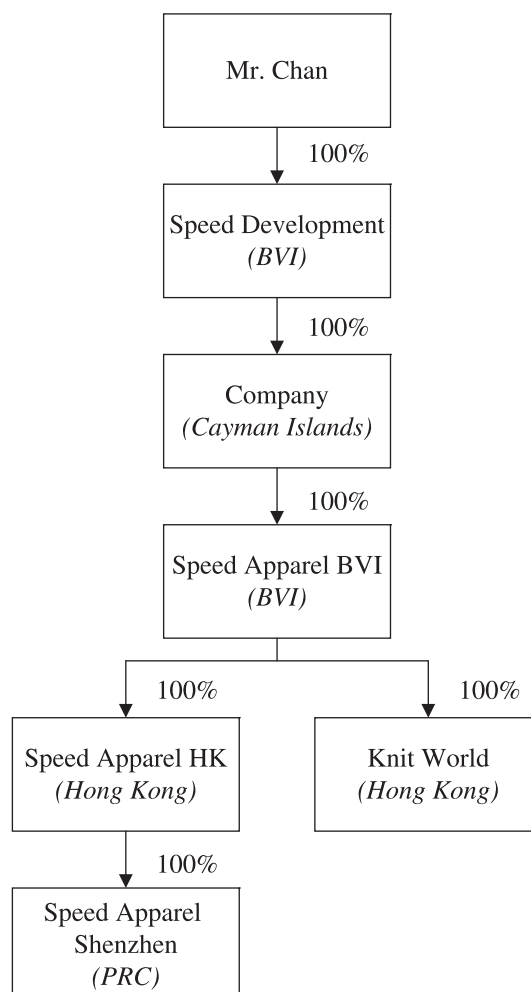 Mr. Chan
100%
Speed Development
(BVI)
100%
Company
(Cayman Islands)
100%
Speed Apparel BVI
(BVI)
100%
100%
Speed Apparel HK
(Hong Kong)
Knit World
(Hong Kong)
100%
Speed Apparel
Shenzhen
(PRC)